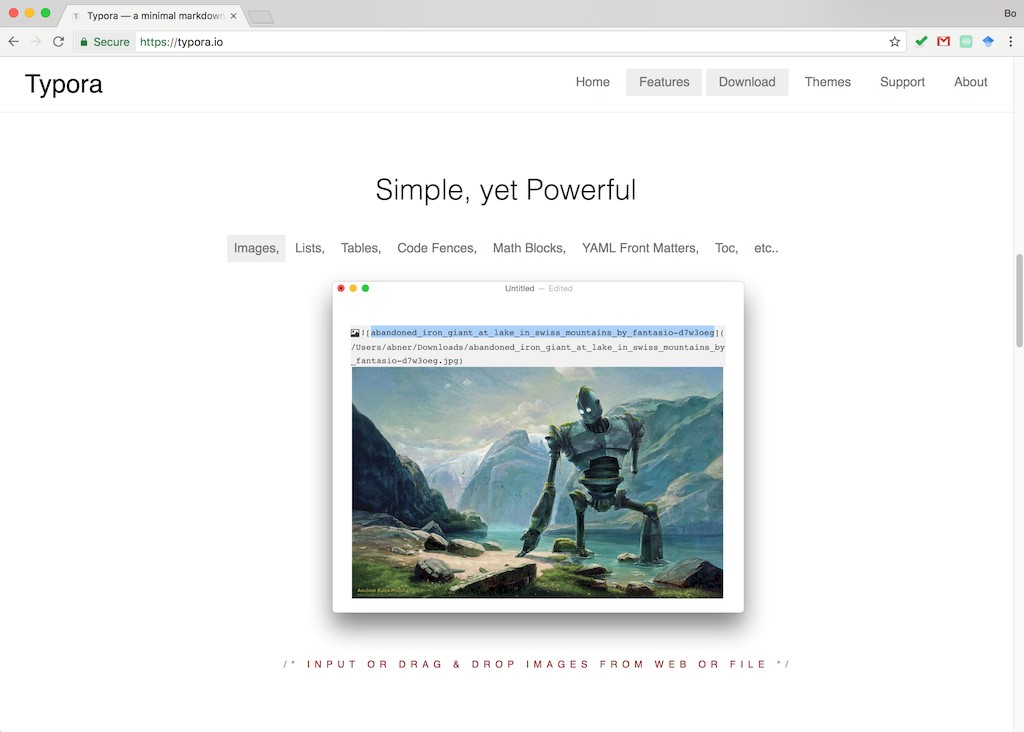 Typora — a minimal markdown
Bo
Secure
https://typora.io
Typora
Home
Features
Download
Themes
Support
About
Simple, yet Powerful
Images,
Lists,
Tables,
Code Fences,
Math Blocks,
YAML Front Matters,
Toc,
etc..
Untitled — Edited
![abandoned_iron_giant_at_lake_in_swiss_mountains_by_fantasio-d7w3oeg](
/Users/abner/Downloads/abandoned_iron_giant_at_lake_in_swiss_mountains_by
_fantasio-d7w3oeg.jpg)
/* INPUT OR DRAG & DROP IMAGES FROM WEB OR FILE */